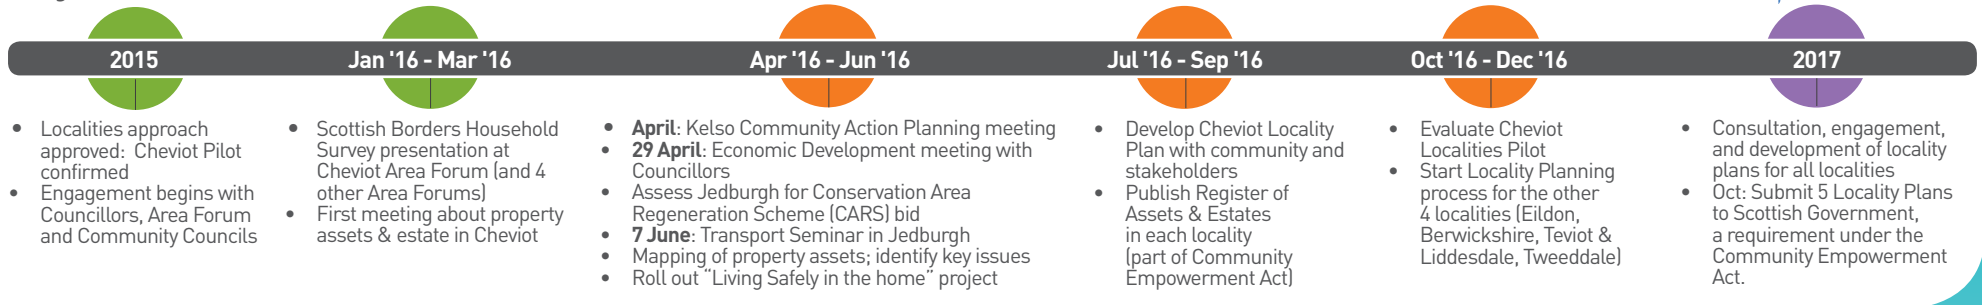 2015
Jan '16 - Mar '16
Apr '16 - Jun '16
Jul '16 - Sep '16
Oct '16 - Dec '16
2017
• Localities approach
approved: Cheviot Pilot
confirmed
• Engagement begins with
Councillors, Area Forum
and Community Councils
• Scottish Borders Household
Survey presentation at
Cheviot Area Forum (and 4
other Area Forums)
• First meeting about property
assets & estate in Cheviot
• April: Kelso Community Action Planning meeting
• 29 April: Economic Development meeting with
Councillors
• Assess Jedburgh for Conservation Area
Regeneration Scheme (CARS) bid
• 7 June: Transport Seminar in Jedburgh
• Mapping of property assets; identify key issues
• Roll out “Living Safely in the home” project
• Develop Cheviot Locality
Plan with community and
stakeholders
• Publish Register of
Assets & Estates
in each locality
(part of Community
Empowerment Act)
• Evaluate Cheviot
Localities Pilot
• Start Locality Planning
process for the other
4 localities (Eildon,
Berwickshire, Teviot &
Liddesdale, Tweeddale)
• Consultation, engagement,
and development of locality
plans for all localities
• Oct: Submit 5 Locality Plans
to Scottish Government,
a requirement under the
Community Empowerment
Act.